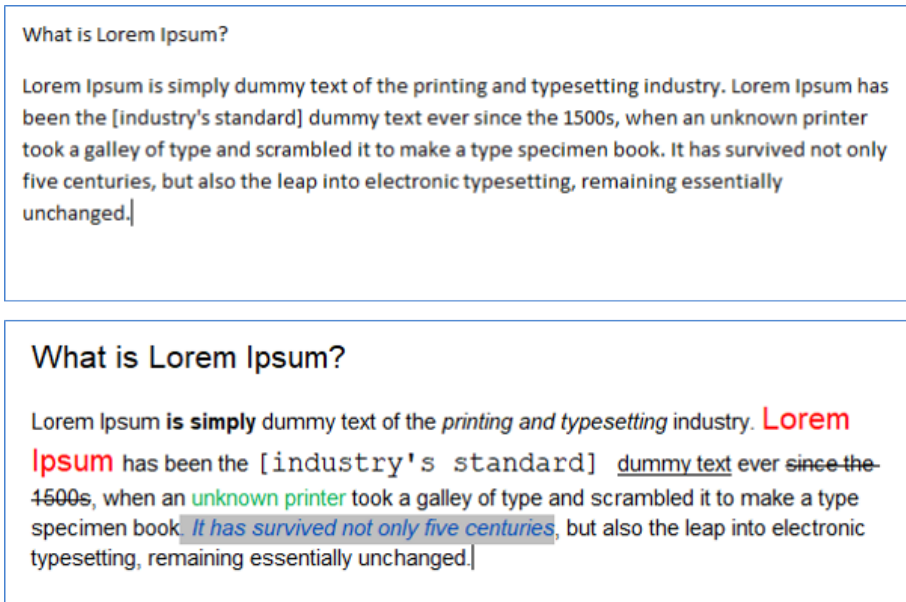 What is Lorem Ipsum?
Lorem Ipsum is simply dummy text of the printing and typesetting industry. Lorem Ipsum has
been the [industry's standard] dummy text ever since the 1500s, when an unknown printer
took a galley of type and scrambled it to make a type specimen book. It has survived not only
five centuries, but also the leap into electronic typesetting, remaining essentially
unchanged.
What is Lorem Ipsum?
Lorem Ipsum is simply dummy text of the printing and typesetting industry. Lorem
Ipsum has been the [industry's standard] dummy text ever since the
1500s, when an unknown printer took a galley of type and scrambled it to make a type
specimen book. It has survived not only five centuries, but also the leap into electronic
typesetting, remaining essentially unchanged.